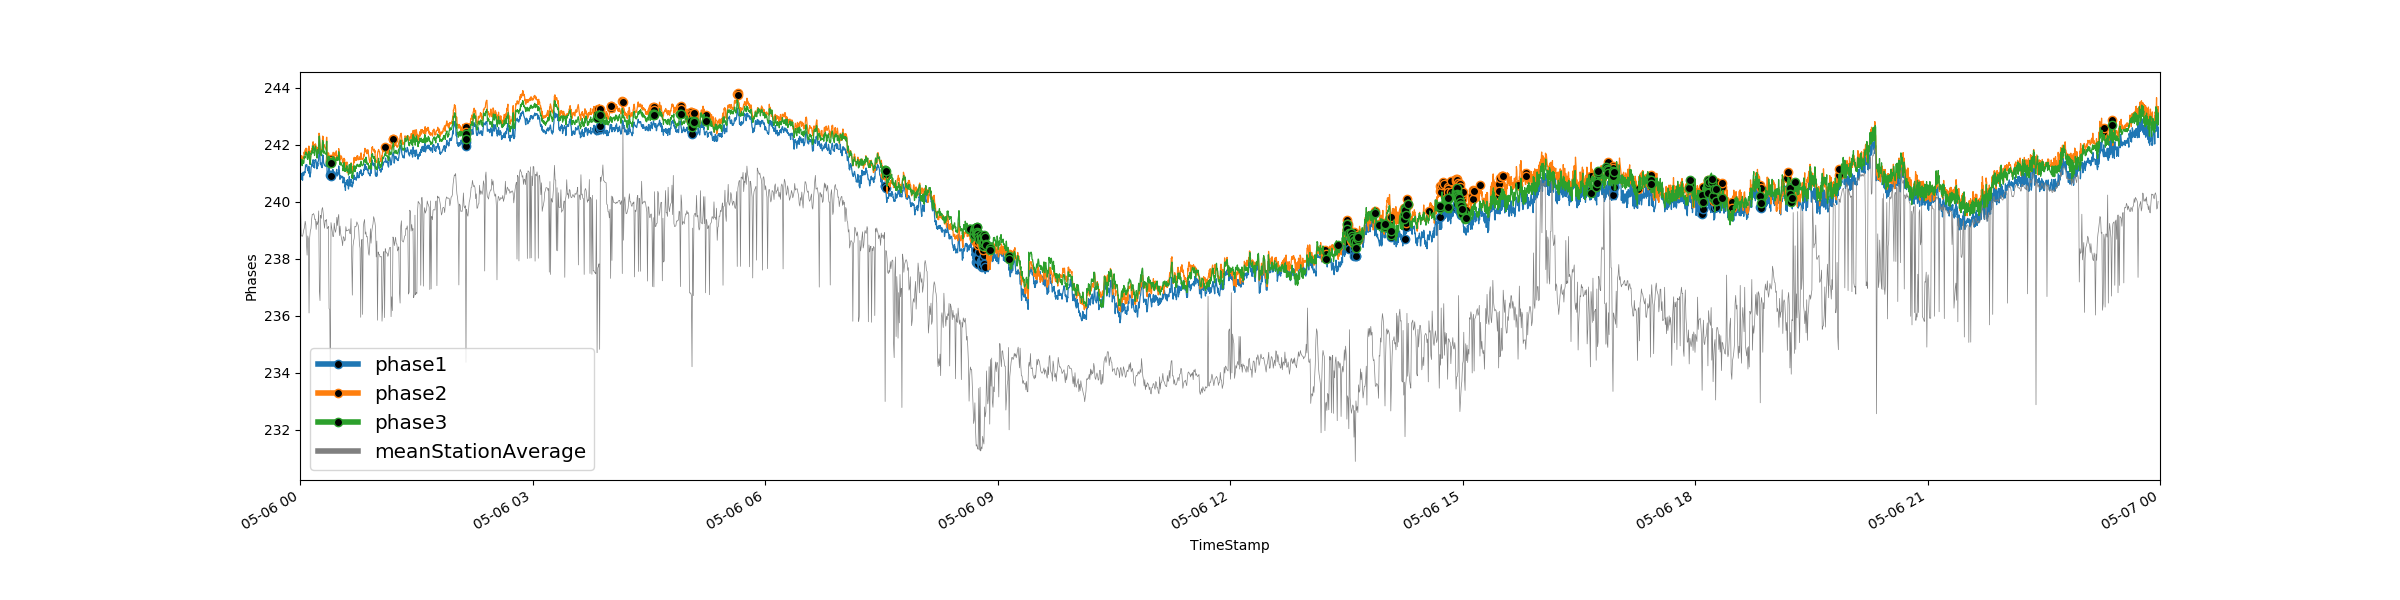 244
242
240
238
236
234
232
Phases
phase1
phase2
phase3
meanStationAverage
05-06 00
05-06 03
05-06 06
05-06 09
05-06 12
05-06 15
05-06 18
05-06 21
05-07 00
TimeStamp